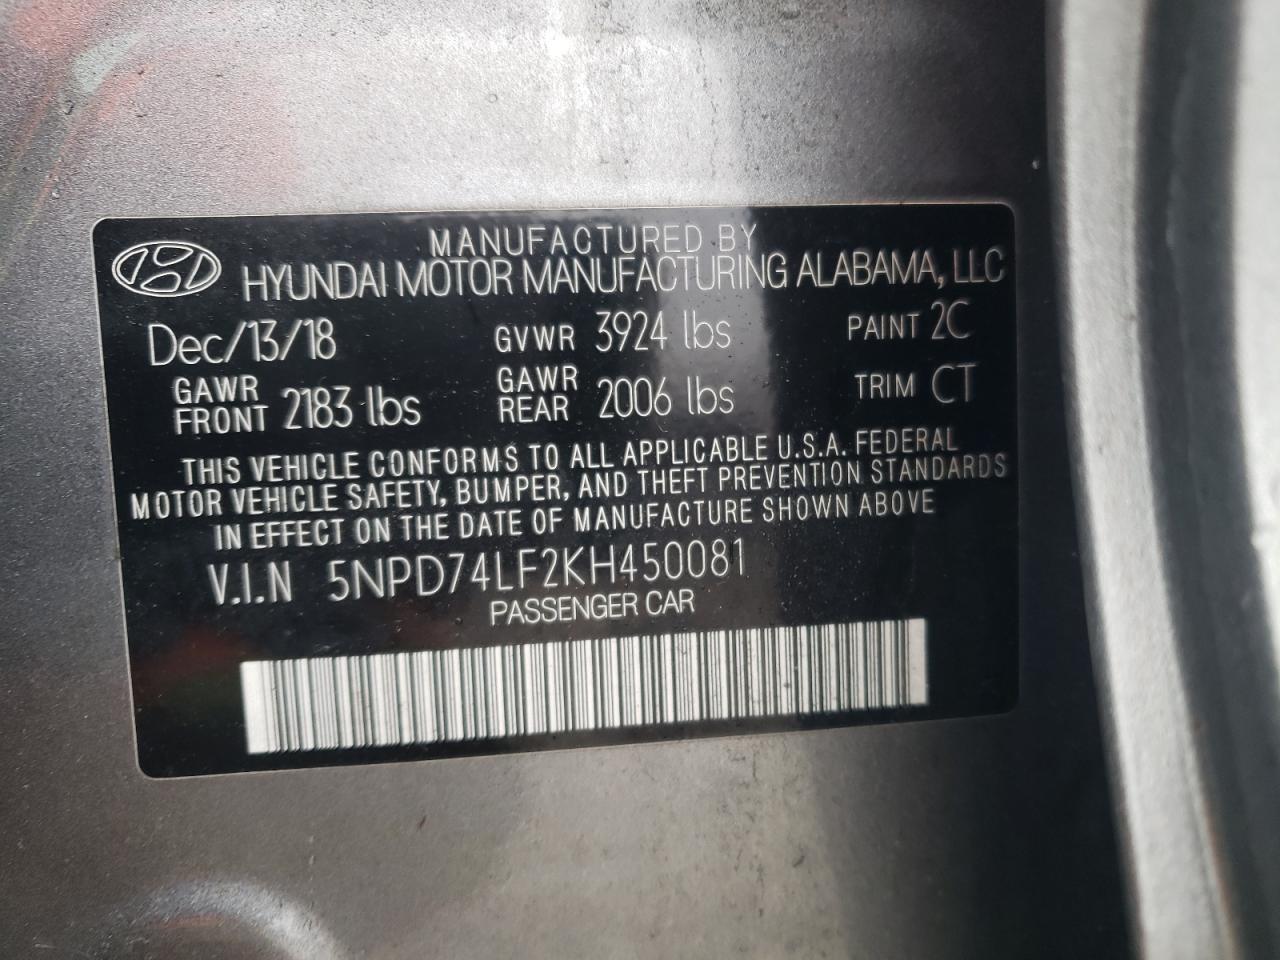 MANUFACTURED BY
HYUNDAI MOTOR MANUFACTURING ALABAMA, LLC
Dec/13/18 GVWR 3924 lbs PAINT 2C
GAWR FRONT 2183 lbs GAWR REAR 2006 lbs TRIM CT
THIS VEHICLE CONFORMS TO ALL APPLICABLE U.S.A. FEDERAL
MOTOR VEHICLE SAFETY, BUMPER, AND THEFT PREVENTION STANDARDS
IN EFFECT ON THE DATE OF MANUFACTURE SHOWN ABOVE
V.I.N 5NPD74LF2KH450081
PASSENGER CAR